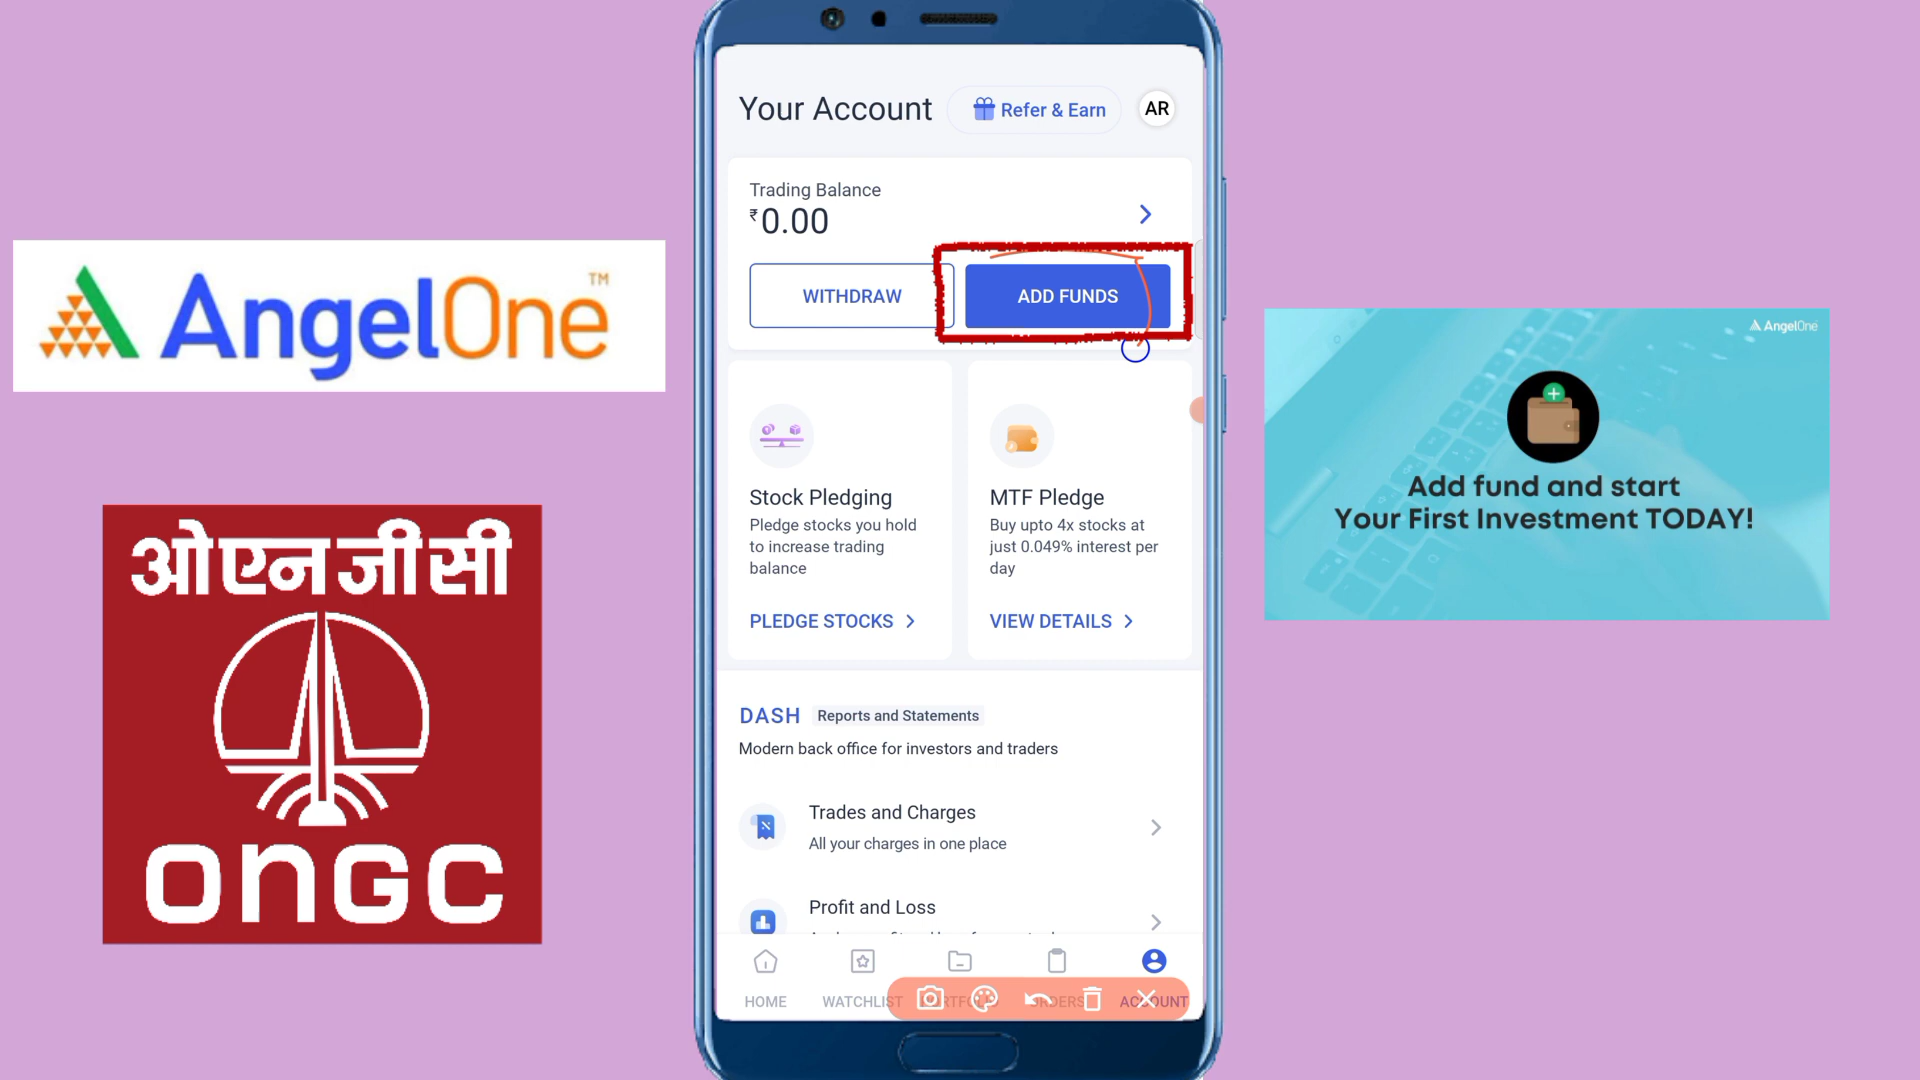 AngelOne™
ओएनजीसी
ONGC
Your Account
Refer & Earn
AR
Trading Balance
₹0.00
WITHDRAW
ADD FUNDS
Stock Pledging
Pledge stocks you hold
to increase trading
balance
PLEDGE STOCKS
MTF Pledge
Buy upto 4x stocks at
just 0.049% interest per
day
VIEW DETAILS
DASH
Reports and Statements
Modern back office for investors and traders
Trades and Charges
All your charges in one place
Profit and Loss
HOME
WATCHLIST
ORDERS
ACCOUNT
AngelOne
Add fund and start
Your First Investment TODAY!